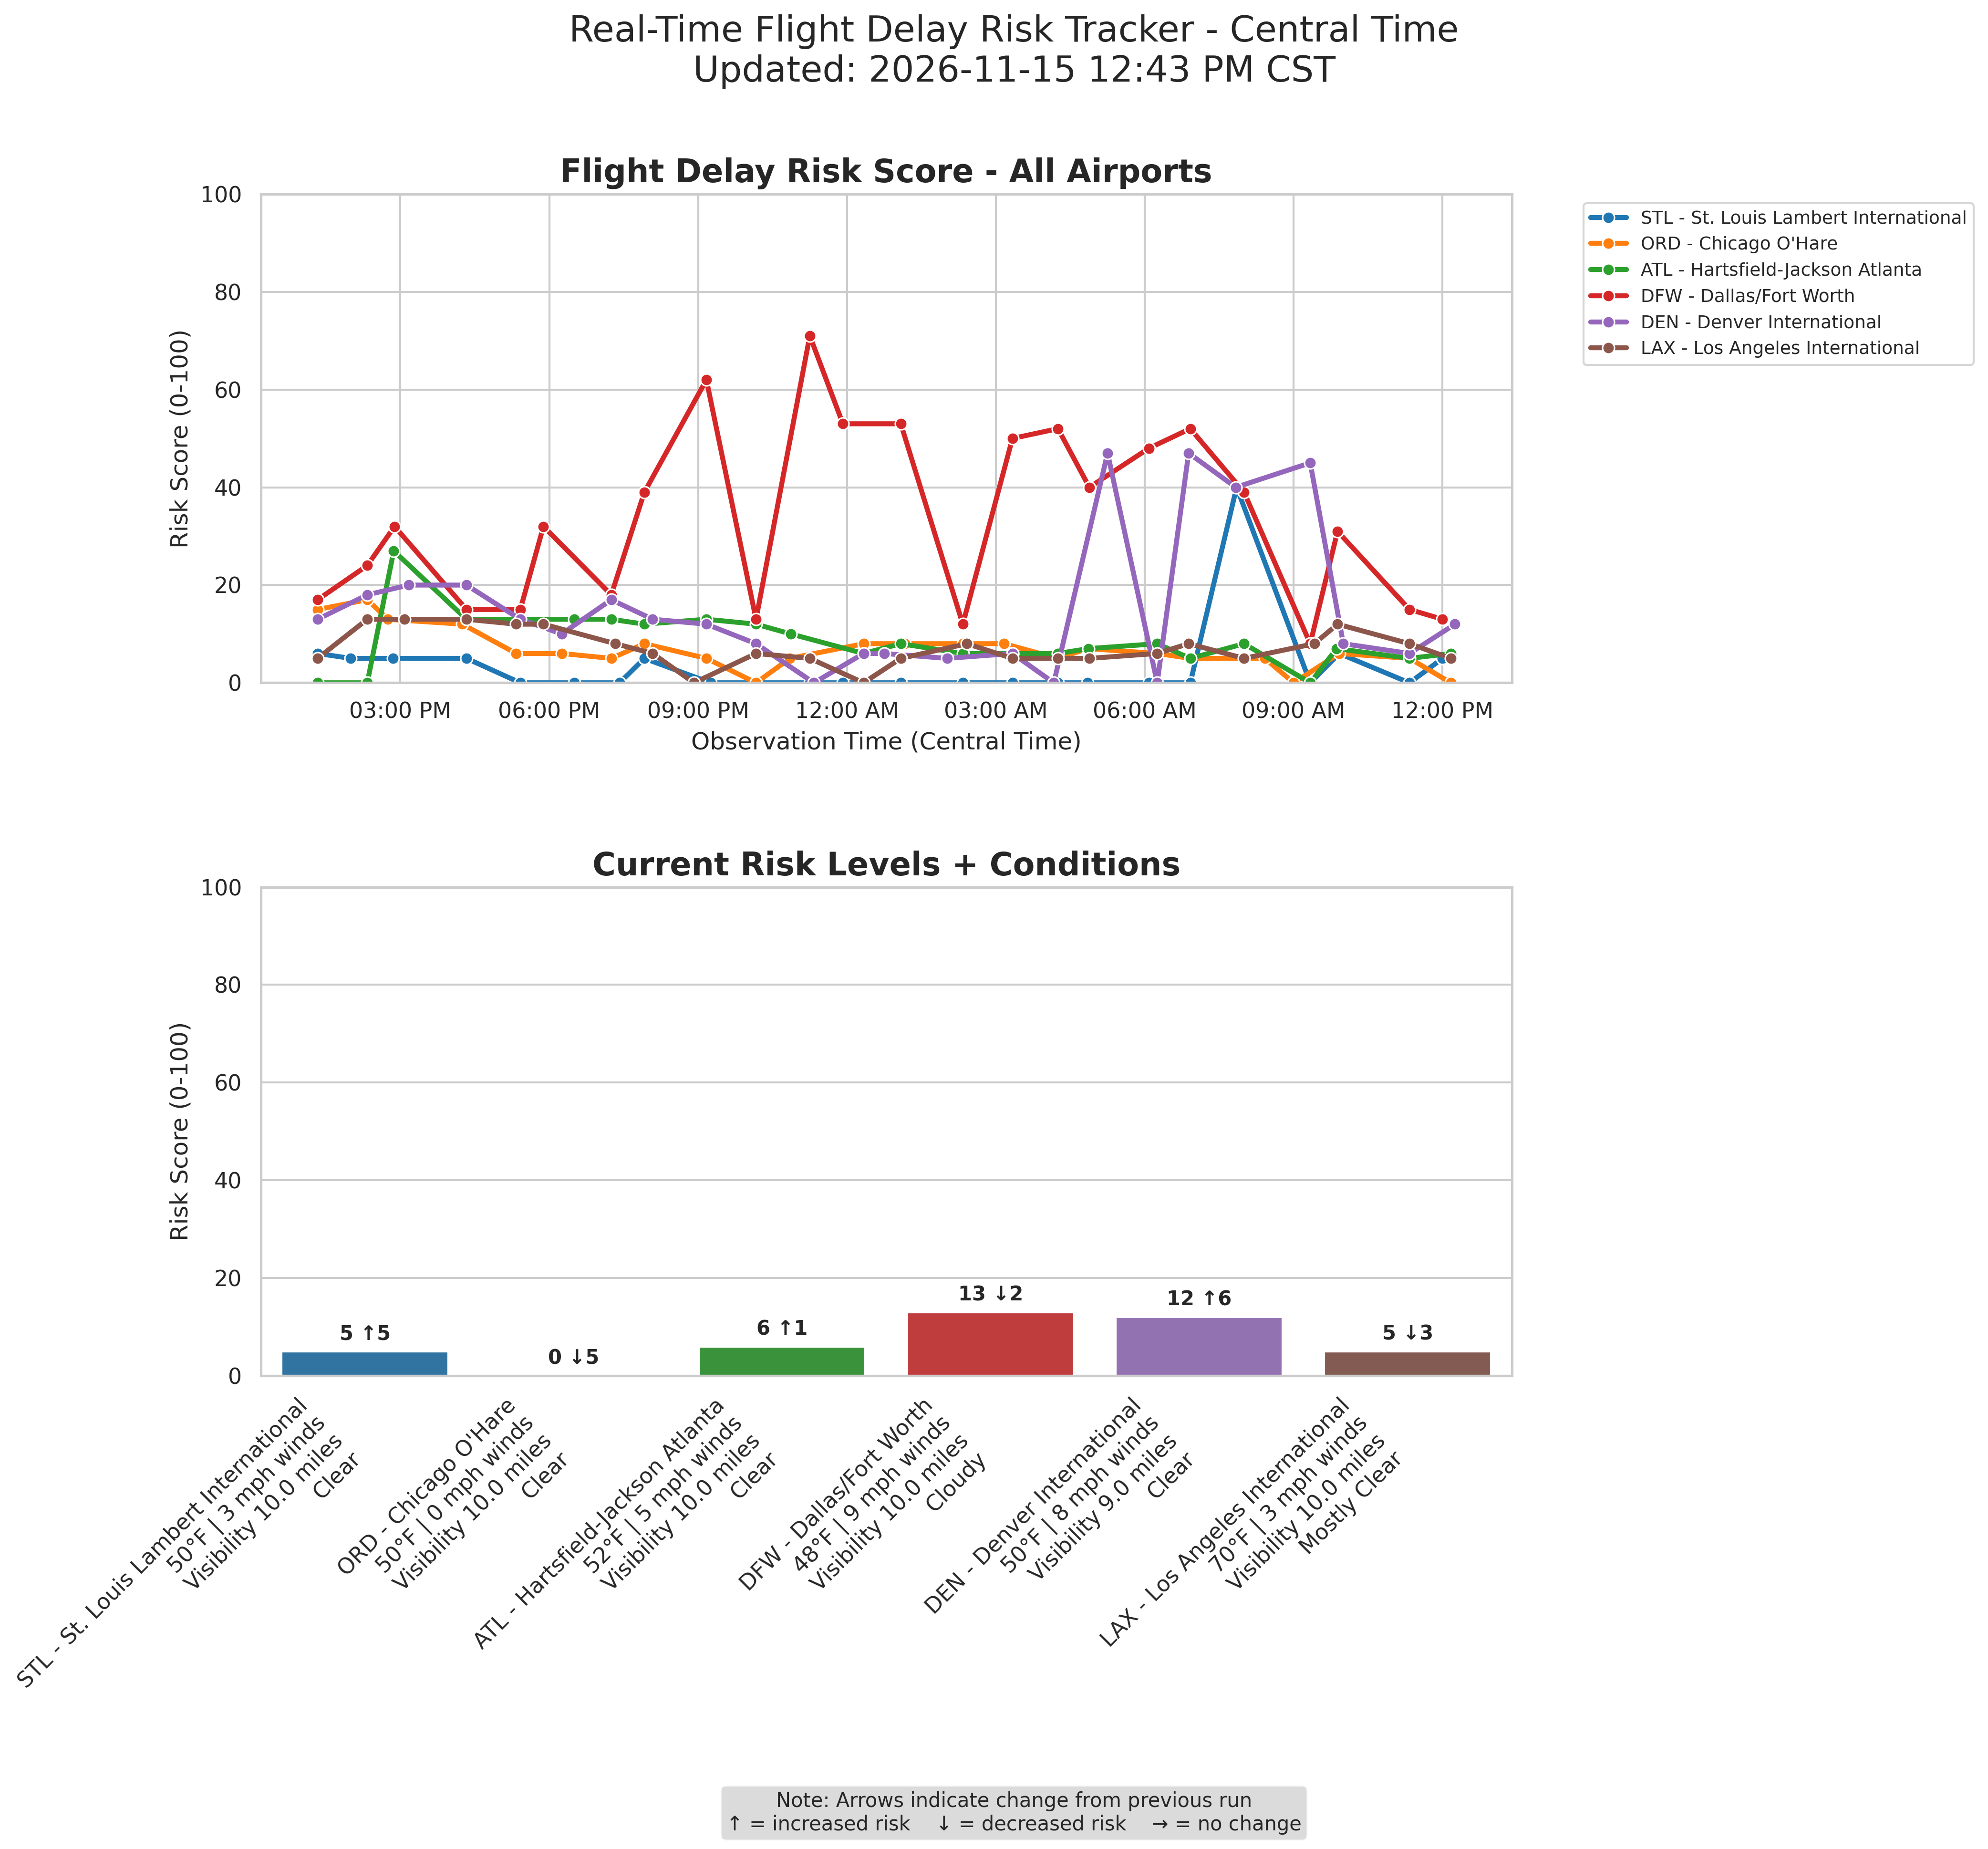 Real-Time Flight Delay Risk Tracker - Central Time
Updated: 2026-11-15 12:43 PM CST
Flight Delay Risk Score - All Airports
100
80
60
40
20
0
Risk Score (0-100)
03:00 PM
06:00 PM
09:00 PM
12:00 AM
03:00 AM
06:00 AM
09:00 AM
12:00 PM
Observation Time (Central Time)
STL - St. Louis Lambert International
ORD - Chicago O'Hare
ATL - Hartsfield-Jackson Atlanta
DFW - Dallas/Fort Worth
DEN - Denver International
LAX - Los Angeles International
Current Risk Levels + Conditions
100
80
60
40
20
0
Risk Score (0-100)
5 ↑5
0 ↓5
6 ↑1
13 ↓2
12 ↑6
5 ↓3
STL - St. Louis Lambert International
50°F | 3 mph winds
Visibility 10.0 miles
Clear
ORD - Chicago O'Hare
50°F | 0 mph winds
Visibility 10.0 miles
Clear
ATL - Hartsfield-Jackson Atlanta
52°F | 5 mph winds
Visibility 10.0 miles
Clear
DFW - Dallas/Fort Worth
48°F | 9 mph winds
Visibility 10.0 miles
Cloudy
DEN - Denver International
50°F | 8 mph winds
Visibility 9.0 miles
Clear
LAX - Los Angeles International
70°F | 3 mph winds
Visibility 10.0 miles
Mostly Clear
Note: Arrows indicate change from previous run
↑ = increased risk ↓ = decreased risk → = no change